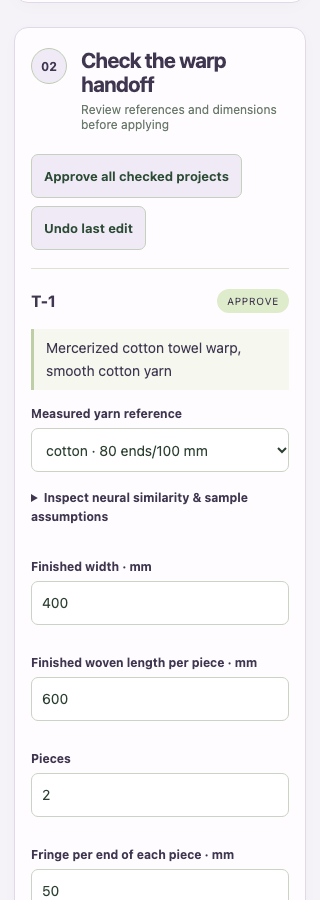 02
Check the warp
handoff
Review references and dimensions
before applying
Approve all checked projects
Undo last edit
T-1
APPROVE
Mercerized cotton towel warp,
smooth cotton yarn
Measured yarn reference
cotton · 80 ends/100 mm
Inspect neural similarity & sample
assumptions
Finished width · mm
400
Finished woven length per piece · mm
600
Pieces
2
Fringe per end of each piece · mm
50